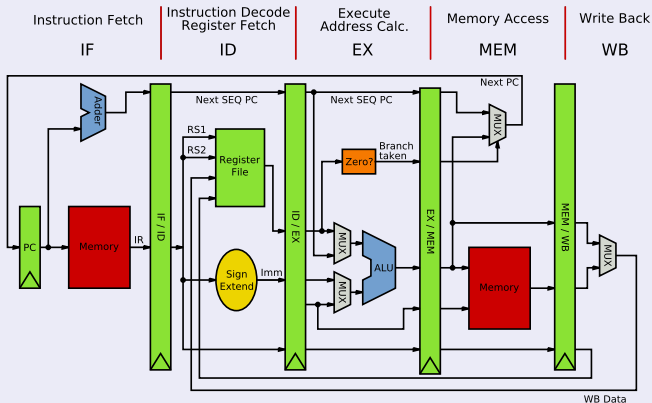 Instruction Fetch
IF
Instruction Decode
Register Fetch
ID
Execute
Address Calc.
EX
Memory Access
MEM
Write Back
WB
Next PC
Adder
Next SEQ PC
Next SEQ PC
MUX
RS1
RS2
Register
File
Branch
taken
Zero?
IF / ID
ID / EX
EX / MEM
MEM / WB
PC
Memory
IR
MUX
MUX
ALU
MUX
Sign
Extend
Imm
Memory
MUX
WB Data